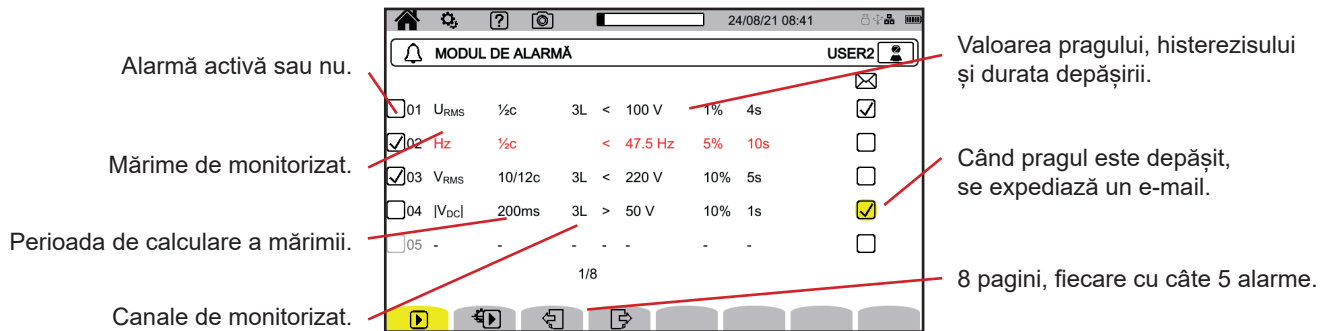 24/08/21 08:41
MODUL DE ALARMĂ USER2
01 URMS ½c 3L < 100 V 1% 4s
02 Hz ½c < 47.5 Hz 5% 10s
03 VRMS 10/12c 3L < 220 V 10% 5s
04 |VDC| 200ms 3L > 50 V 10% 1s
05 - - - - - - -
1/8
Alarmă activă sau nu.
Mărime de monitorizat.
Perioada de calculare a mărimii.
Canale de monitorizat.
Valoarea pragului, histerezisului
și durata depășirii.
Când pragul este depășit,
se expediază un e-mail.
8 pagini, fiecare cu câte 5 alarme.